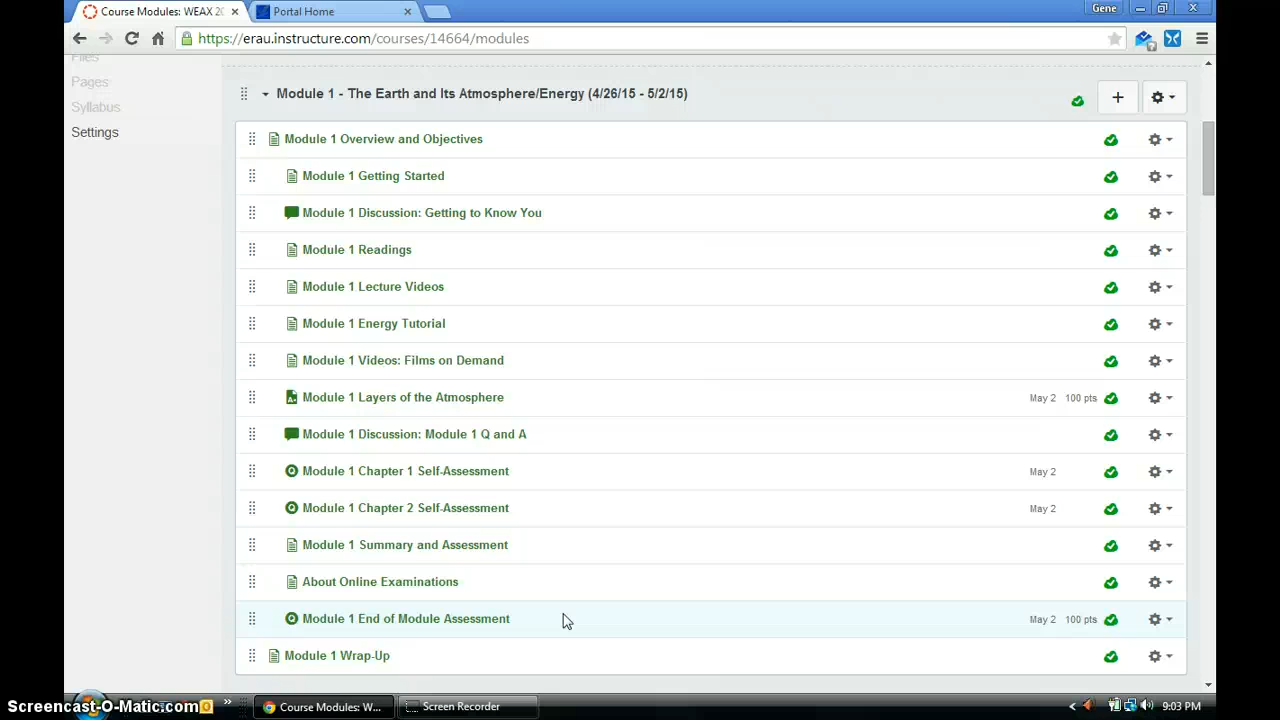 Course Modules: WEAX 20
Portal Home
Gene
https://erau.instructure.com/courses/14664/modules
Files
Pages
Syllabus
Settings
Module 1 - The Earth and Its Atmosphere/Energy (4/26/15 - 5/2/15)
Module 1 Overview and Objectives
Module 1 Getting Started
Module 1 Discussion: Getting to Know You
Module 1 Readings
Module 1 Lecture Videos
Module 1 Energy Tutorial
Module 1 Videos: Films on Demand
Module 1 Layers of the Atmosphere May 2 100 pts
Module 1 Discussion: Module 1 Q and A
Module 1 Chapter 1 Self-Assessment May 2
Module 1 Chapter 2 Self-Assessment May 2
Module 1 Summary and Assessment
About Online Examinations
Module 1 End of Module Assessment May 2 100 pts
Module 1 Wrap-Up
Screencast-O-Matic.com
Course Modules: W...
Screen Recorder
9:03 PM